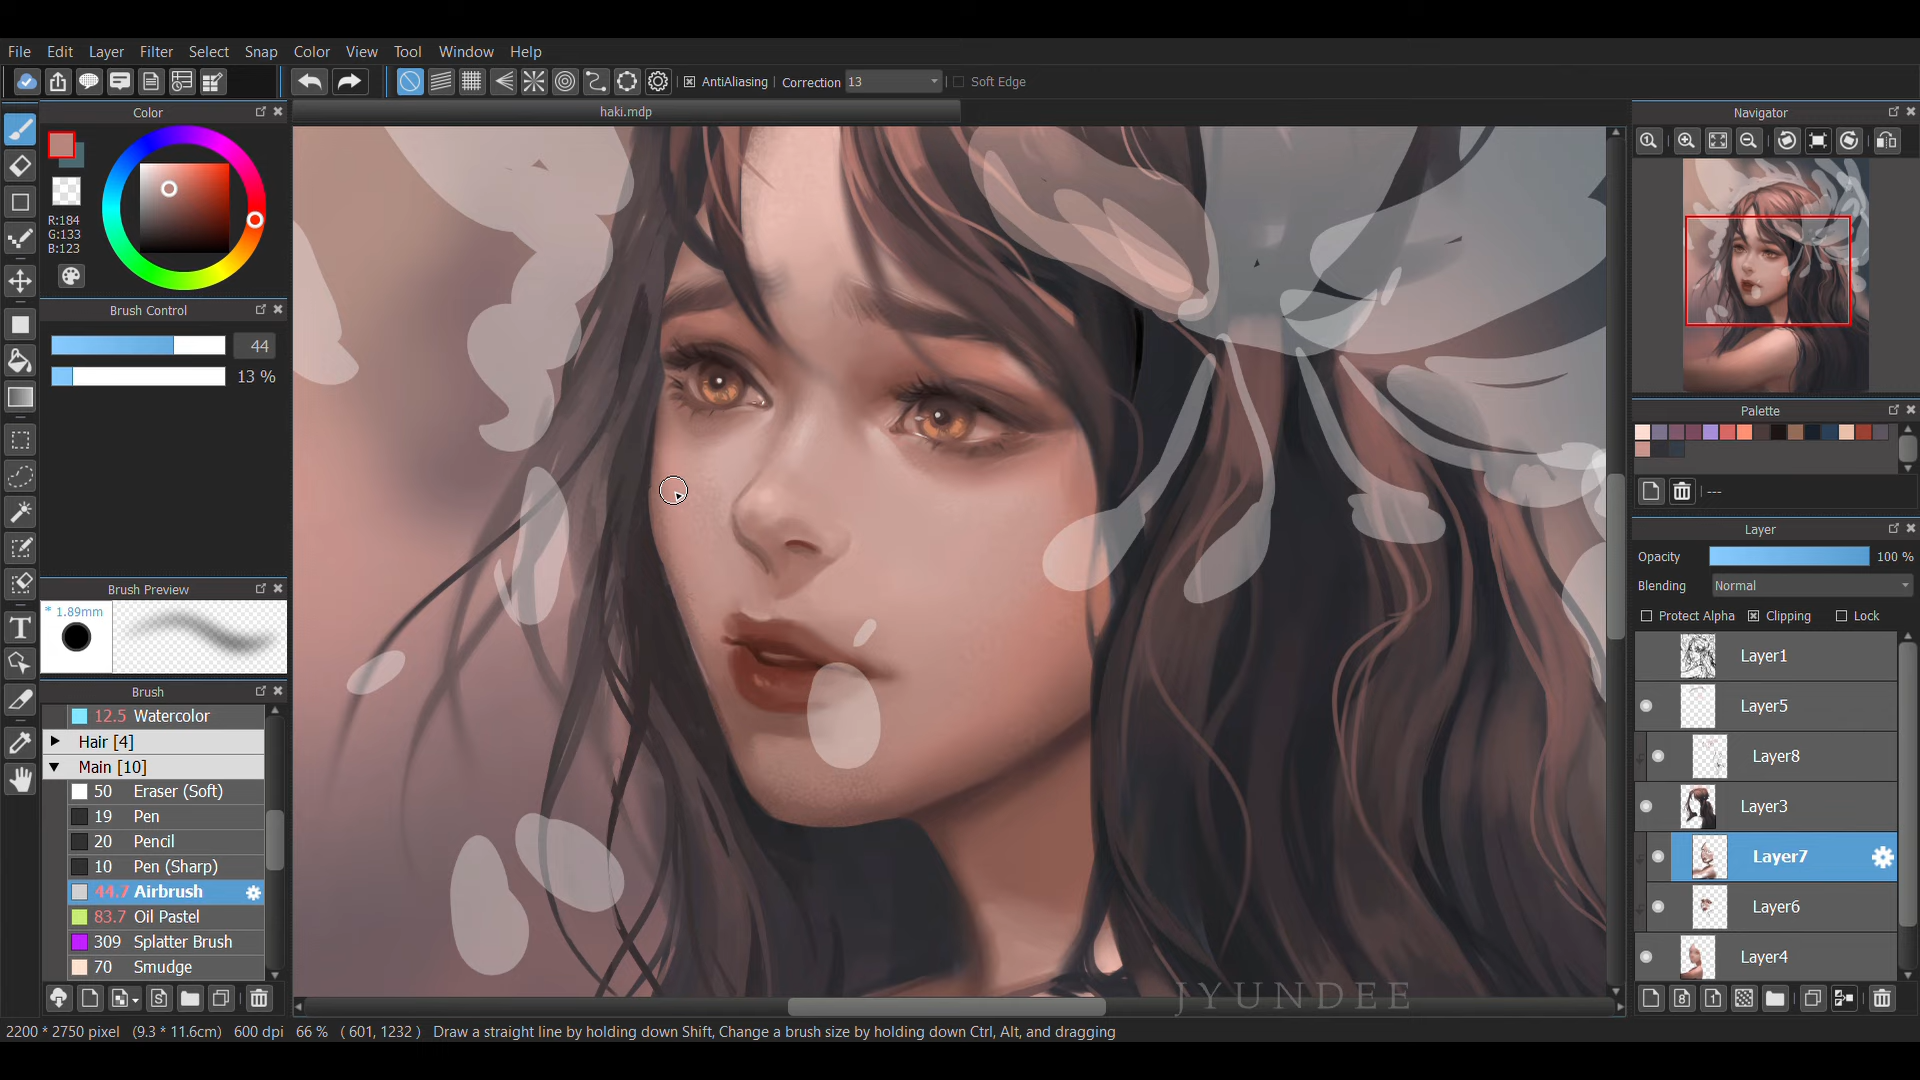 File Edit Layer Filter Select Snap Color View Tool Window Help
AntiAliasing Correction 13 Soft Edge
Color
haki.mdp
Navigator
R:184
G:133
B:123
Brush Control
44
13 %
Palette
---
Layer
Opacity 100 %
Blending Normal
Protect Alpha Clipping Lock
Brush Preview
* 1.89mm
Brush
12.5 Watercolor
Hair [4]
Main [10]
50 Eraser (Soft)
19 Pen
20 Pencil
10 Pen (Sharp)
44.7 Airbrush
83.7 Oil Pastel
309 Splatter Brush
70 Smudge
Layer1
Layer5
Layer8
Layer3
Layer7
Layer6
Layer4
JYUNDEE
2200 * 2750 pixel (9.3 * 11.6cm) 600 dpi 66 % ( 601, 1232 ) Draw a straight line by holding down Shift, Change a brush size by holding down Ctrl, Alt, and dragging